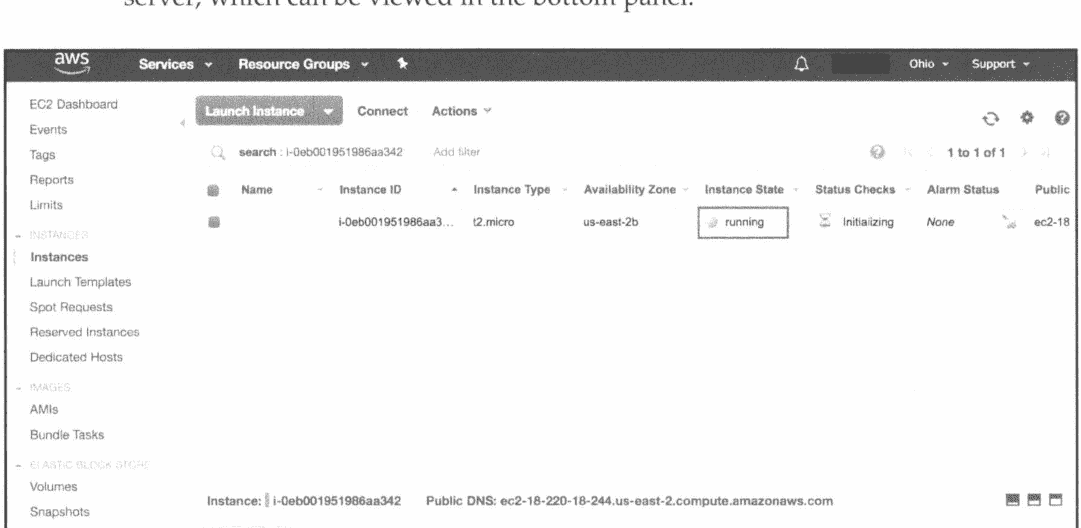 server, which can be viewed in the bottom panel.
aws Services Resource Groups Ohio Support
EC2 Dashboard
Events
Tags
Reports
Limits
INSTANCES
Instances
Launch Templates
Spot Requests
Reserved Instances
Dedicated Hosts
IMAGES
AMIs
Bundle Tasks
ELASTIC BLOCK STORE
Volumes
Snapshots
Launch Instance Connect Actions
search : i-0eb001951986aa342 Add filter 1 to 1 of 1
Name Instance ID Instance Type Availability Zone Instance State Status Checks Alarm Status Public
i-0eb001951986aa3... t2.micro us-east-2b running Initializing None ec2-18
Instance: i-0eb001951986aa342 Public DNS: ec2-18-220-18-244.us-east-2.compute.amazonaws.com